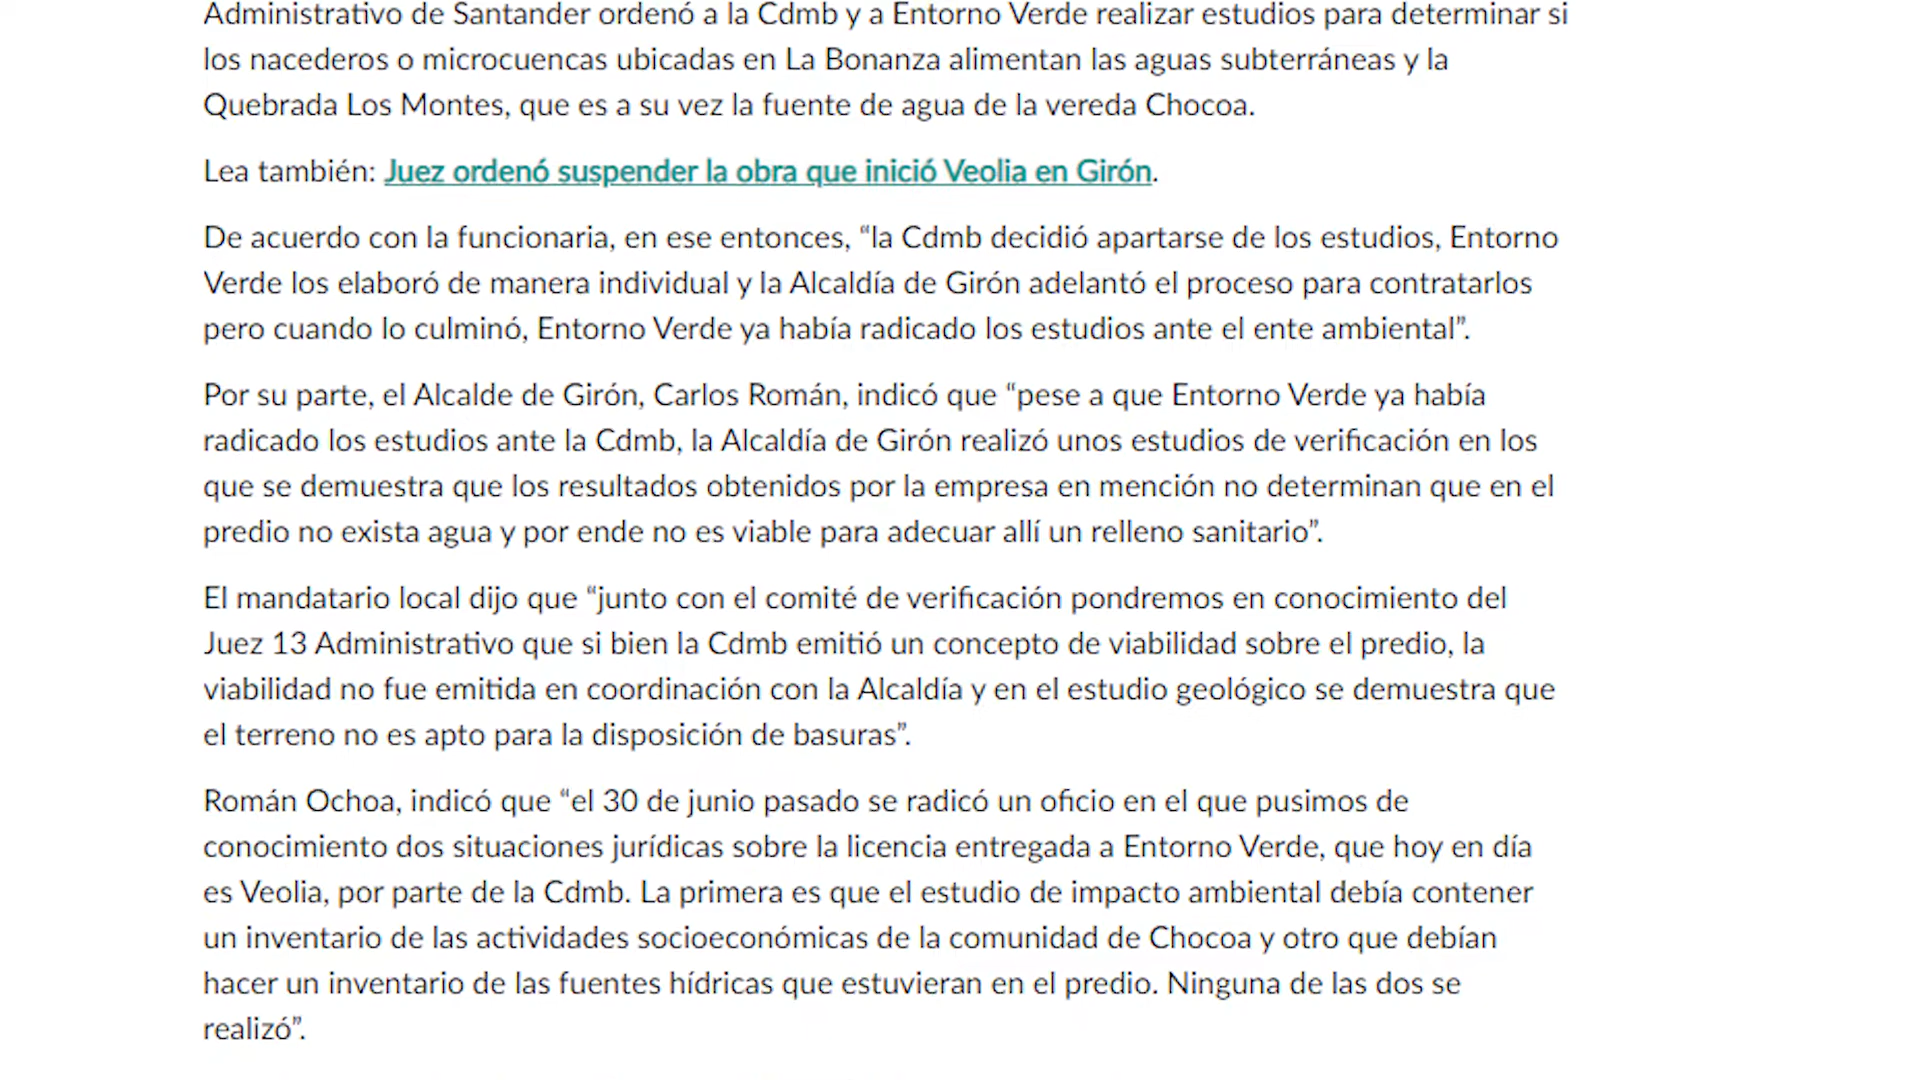 Administrativo de Santander ordenó a la Cdmb y a Entorno Verde realizar estudios para determinar si
los nacederos o microcuencas ubicadas en La Bonanza alimentan las aguas subterráneas y la
Quebrada Los Montes, que es a su vez la fuente de agua de la vereda Chocoa.
Lea también: Juez ordenó suspender la obra que inició Veolia en Girón.
De acuerdo con la funcionaria, en ese entonces, “la Cdmb decidió apartarse de los estudios, Entorno
Verde los elaboró de manera individual y la Alcaldía de Girón adelantó el proceso para contratarlos
pero cuando lo culminó, Entorno Verde ya había radicado los estudios ante el ente ambiental”.
Por su parte, el Alcalde de Girón, Carlos Román, indicó que “pese a que Entorno Verde ya había
radicado los estudios ante la Cdmb, la Alcaldía de Girón realizó unos estudios de verificación en los
que se demuestra que los resultados obtenidos por la empresa en mención no determinan que en el
predio no exista agua y por ende no es viable para adecuar allí un relleno sanitario”.
El mandatario local dijo que “junto con el comité de verificación pondremos en conocimiento del
Juez 13 Administrativo que si bien la Cdmb emitió un concepto de viabilidad sobre el predio, la
viabilidad no fue emitida en coordinación con la Alcaldía y en el estudio geológico se demuestra que
el terreno no es apto para la disposición de basuras”.
Román Ochoa, indicó que “el 30 de junio pasado se radicó un oficio en el que pusimos de
conocimiento dos situaciones jurídicas sobre la licencia entregada a Entorno Verde, que hoy en día
es Veolia, por parte de la Cdmb. La primera es que el estudio de impacto ambiental debía contener
un inventario de las actividades socioeconómicas de la comunidad de Chocoa y otro que debían
hacer un inventario de las fuentes hídricas que estuvieran en el predio. Ninguna de las dos se
realizó”.